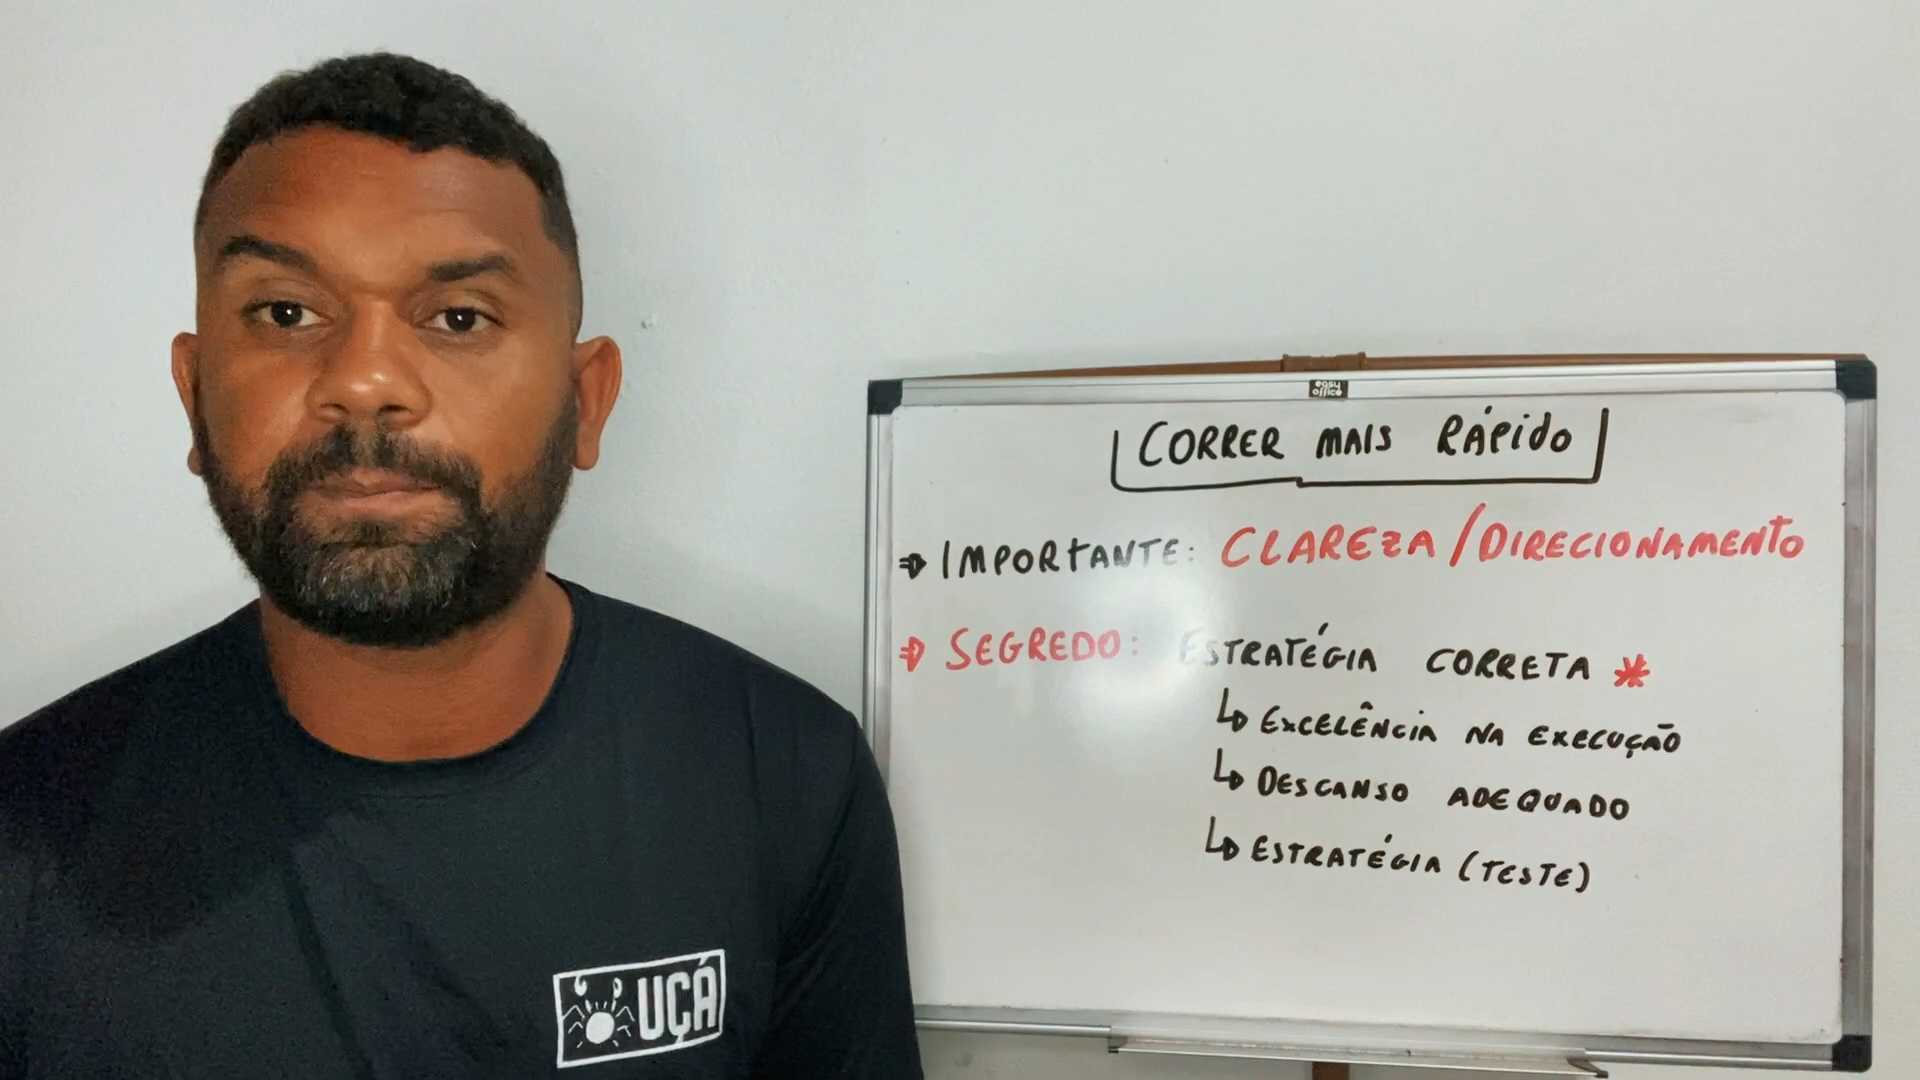 easy
office
CORRER MAIS RÁPIDO
IMPORTANTE: CLAREZA/DIRECIONAMENTO
SEGREDO: ESTRATÉGIA CORRETA *
EXCELÊNCIA NA EXECUÇÃO
DESCANSO ADEQUADO
ESTRATÉGIA (TESTE)
UÇÁ